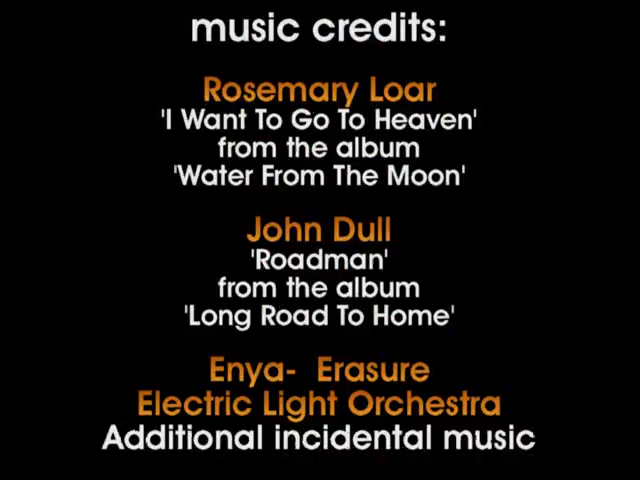 music credits:
Rosemary Loar
'I Want To Go To Heaven'
from the album
'Water From The Moon'
John Dull
'Roadman'
from the album
'Long Road To Home'
Enya-  Erasure
Electric Light Orchestra
Additional incidental music